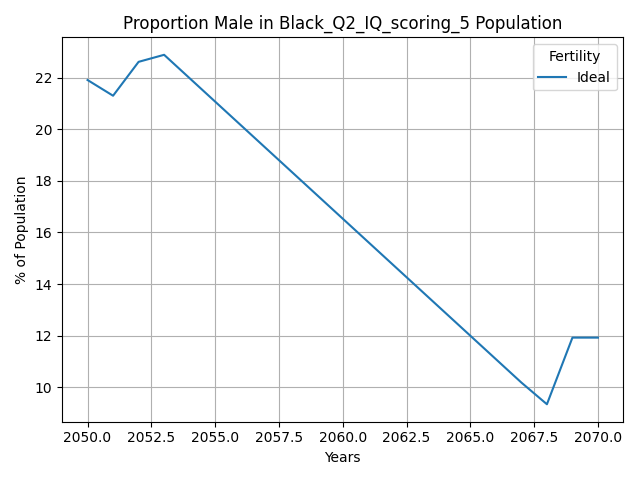 Proportion Male in Black_Q2_IQ_scoring_5 Population
Fertility
Ideal
% of Population
22
20
18
16
14
12
10
2050.0 2052.5 2055.0 2057.5 2060.0 2062.5 2065.0 2067.5 2070.0
Years